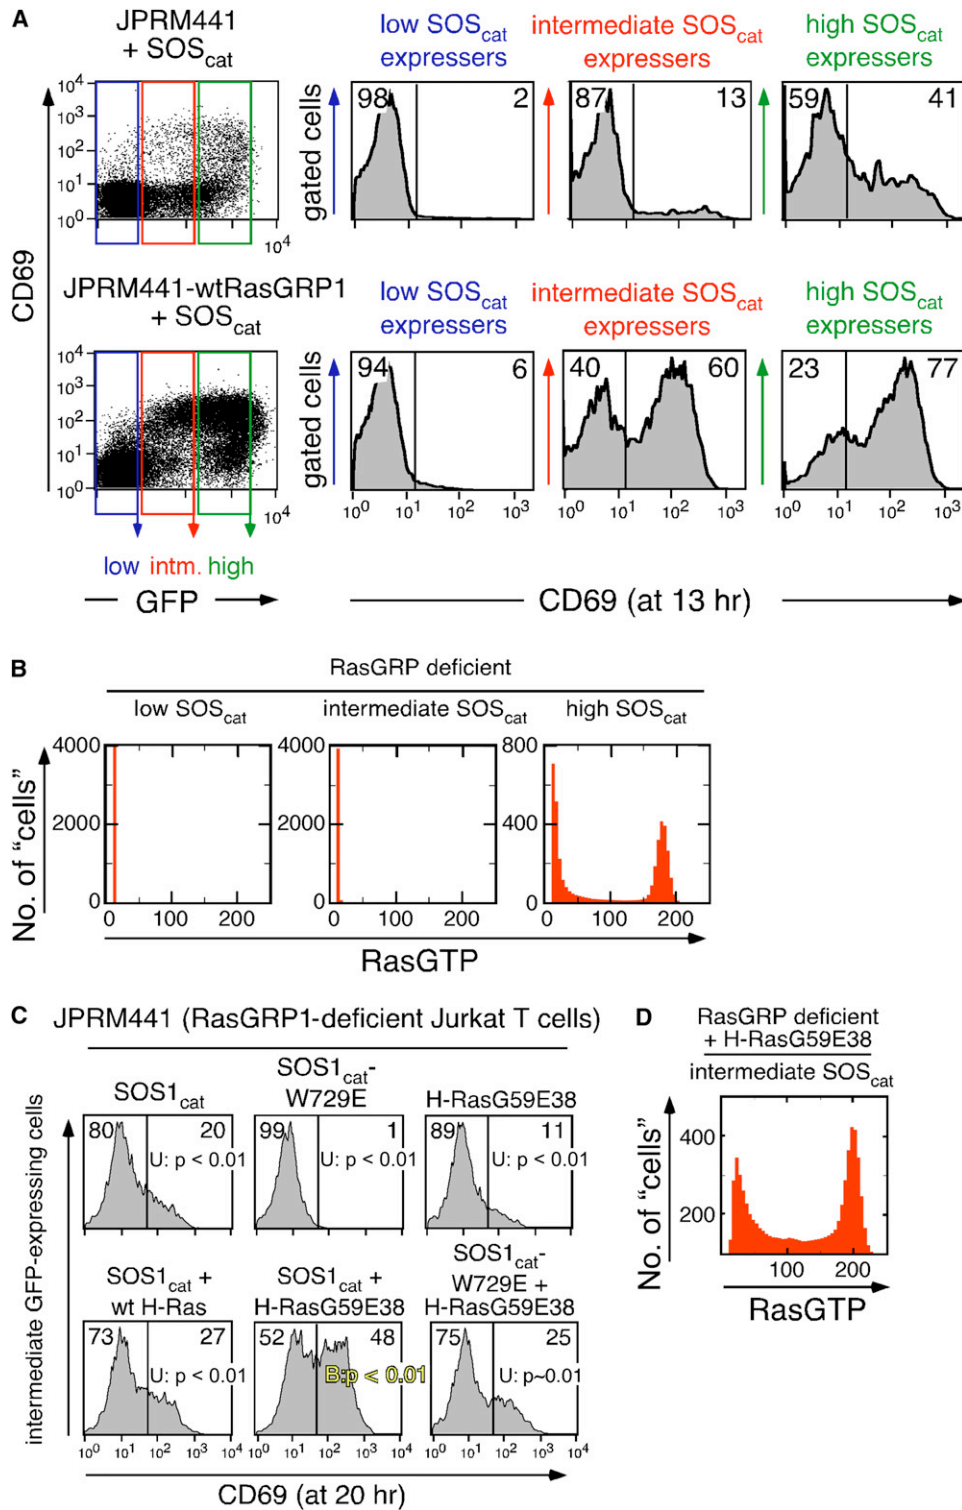 A
JPRM441
+ SOScat
low SOScat
expressers
intermediate SOScat
expressers
high SOScat
expressers
CD69
10^4
10^3
10^2
10^1
10^0
10^4
gated cells
98 2
87 13
59 41
JPRM441-wtRasGRP1
+ SOScat
low SOScat
expressers
intermediate SOScat
expressers
high SOScat
expressers
10^4
10^3
10^2
10^1
10^0
10^4
gated cells
94 6
40 60
23 77
10^0 10^1 10^2 10^3
10^0 10^1 10^2 10^3
10^0 10^1 10^2 10^3
low intm. high
GFP
CD69 (at 13 hr)
B
RasGRP deficient
low SOScat
intermediate SOScat
high SOScat
No. of "cells"
4000
2000
0
4000
2000
0
800
400
0
0 100 200
0 100 200
0 100 200
RasGTP
C JPRM441 (RasGRP1-deficient Jurkat T cells)
intermediate GFP-expressing cells
SOS1cat
80 20
U: p < 0.01
SOS1cat-
W729E
99 1
U: p < 0.01
H-RasG59E38
89 11
U: p < 0.01
SOS1cat +
wt H-Ras
73 27
U: p < 0.01
SOS1cat +
H-RasG59E38
52 48
B:p < 0.01
SOS1cat-
W729E +
H-RasG59E38
75 25
U: p~0.01
10^0 10^1 10^2 10^3 10^4
10^0 10^1 10^2 10^3 10^4
10^0 10^1 10^2 10^3 10^4
CD69 (at 20 hr)
D
RasGRP deficient
+ H-RasG59E38
intermediate SOScat
No. of "cells"
400
200
100 200
RasGTP